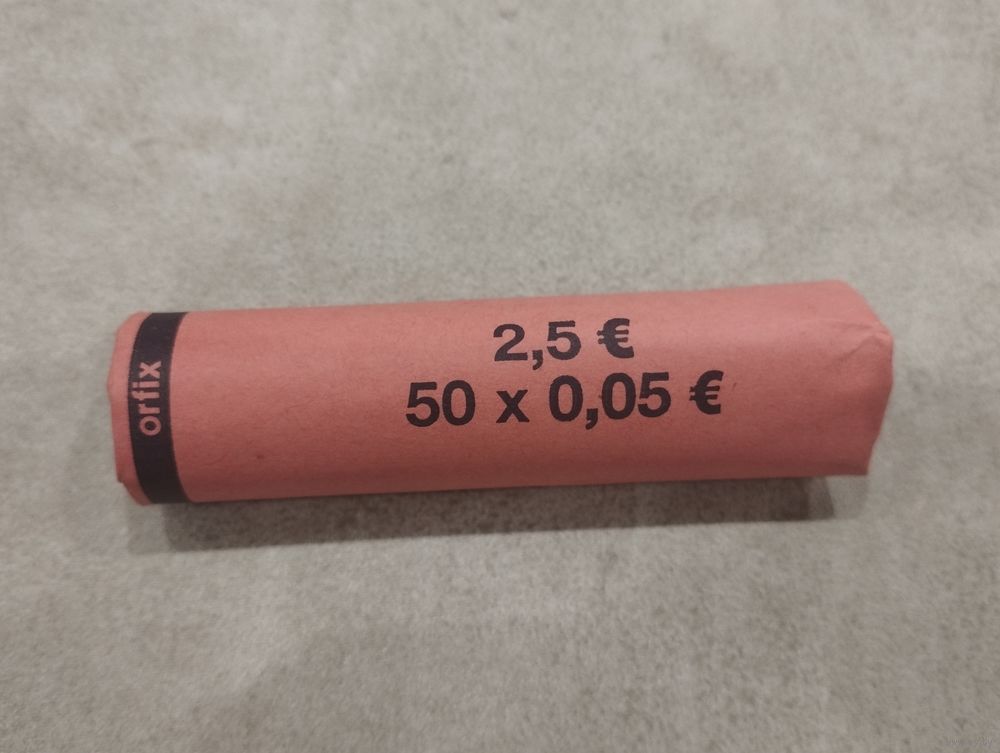 2,5 €
50 x 0,05 €
orfix